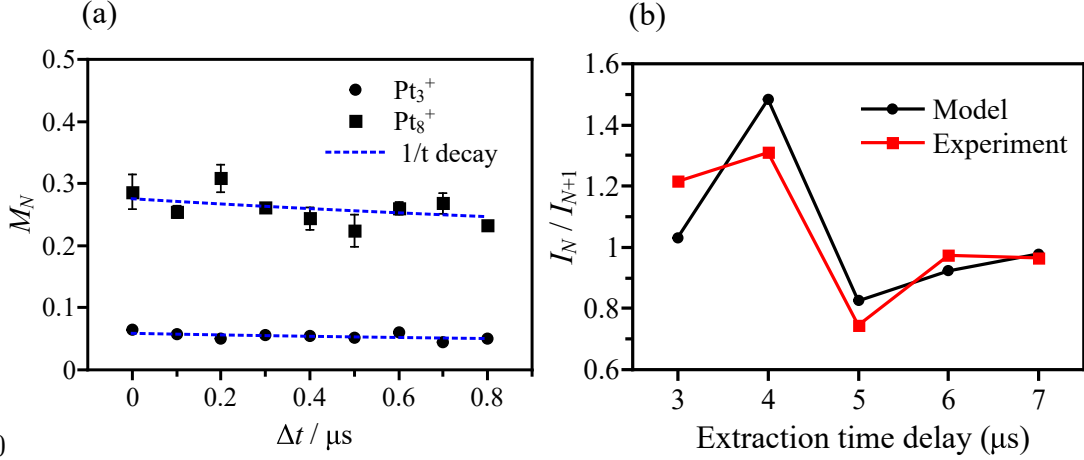 (a)
0.5
0.4
0.3
0.2
0.1
0
M_N
Pt₃⁺
Pt₈⁺
1/t decay
0 0.2 0.4 0.6 0.8
Δt / μs
(b)
1.6
1.4
1.2
1
0.8
0.6
I_N / I_{N+1}
Model
Experiment
3 4 5 6 7
Extraction time delay (μs)